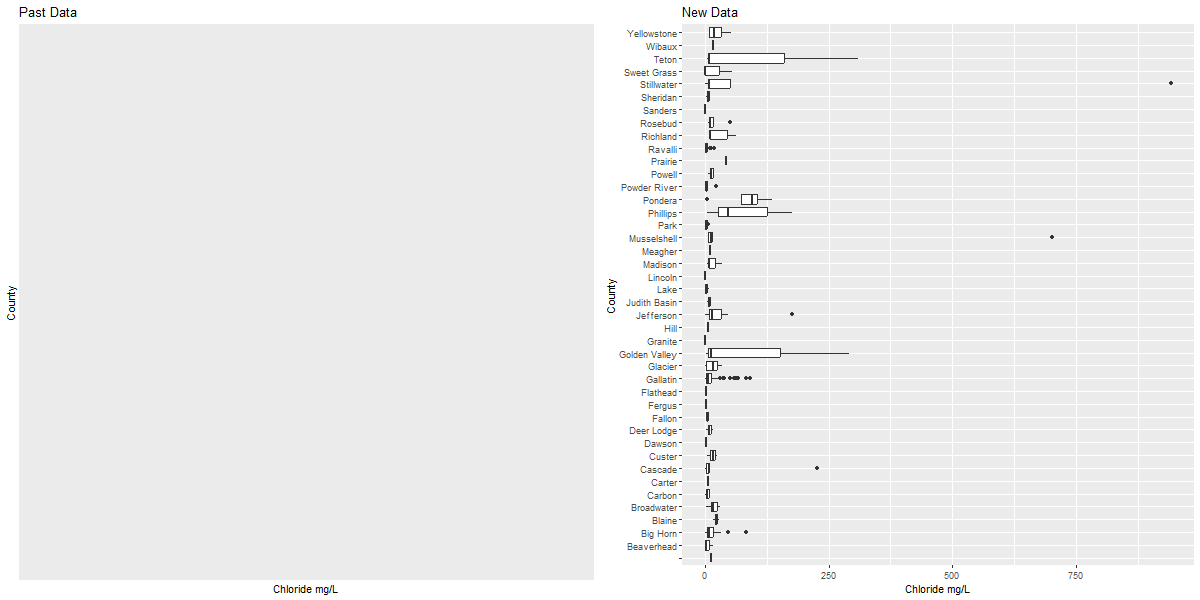 Past Data
County
Chloride mg/L
New Data
County
Yellowstone
Wibaux
Teton
Sweet Grass
Stillwater
Sheridan
Sanders
Rosebud
Richland
Ravalli
Prairie
Powell
Powder River
Pondera
Phillips
Park
Musselshell
Meagher
Madison
Lincoln
Lake
Judith Basin
Jefferson
Hill
Granite
Golden Valley
Glacier
Gallatin
Flathead
Fergus
Fallon
Deer Lodge
Dawson
Custer
Cascade
Carter
Carbon
Broadwater
Blaine
Big Horn
Beaverhead
0 250 500 750
Chloride mg/L